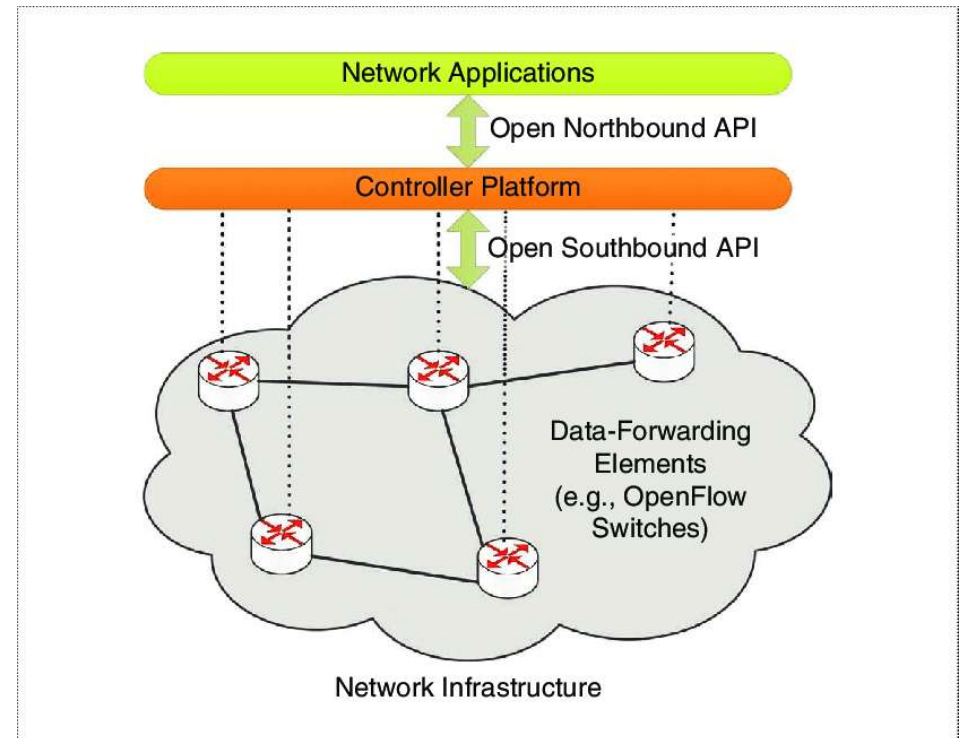 Network Applications
Open Northbound API
Controller Platform
Open Southbound API
Data-Forwarding
Elements
(e.g., OpenFlow
Switches)
Network Infrastructure